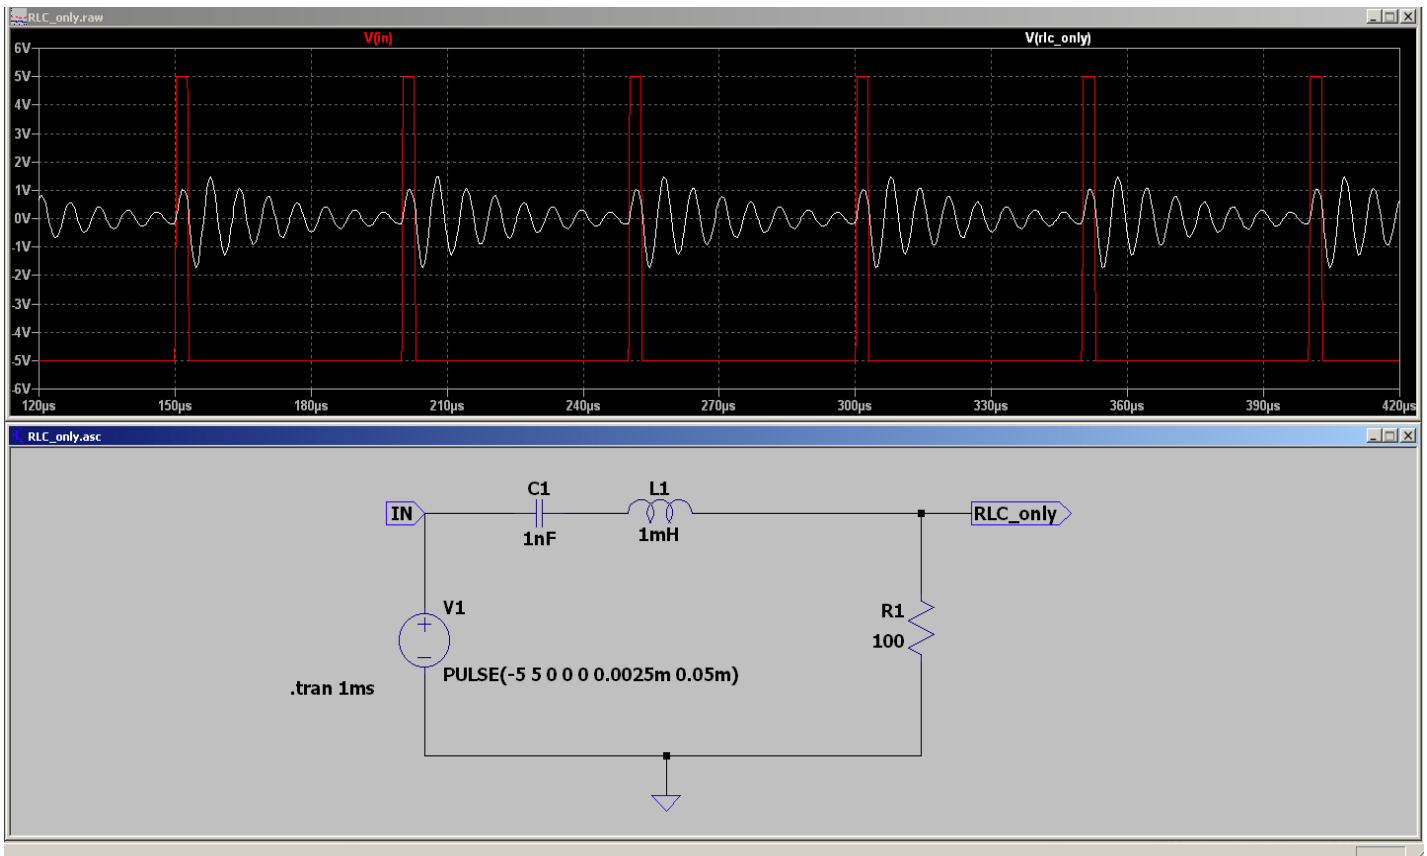 RLC_only.raw
V(in) V(rlc_only)
6V
5V
4V
3V
2V
1V
0V
-1V
-2V
-3V
-4V
-5V
-6V
120µs 150µs 180µs 210µs 240µs 270µs 300µs 330µs 360µs 390µs 420µs
RLC_only.asc
C1 L1
IN RLC_only
1nF 1mH
V1 R1
100
PULSE(-5 5 0 0 0 0.0025m 0.05m)
.tran 1ms